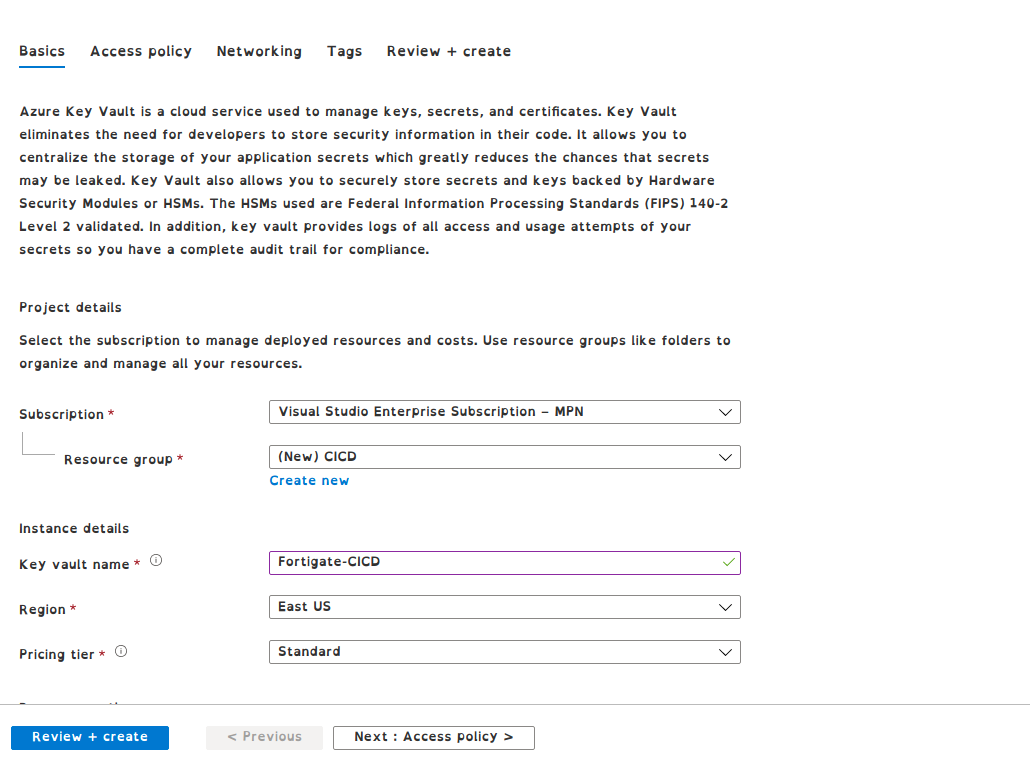 Basics Access policy Networking Tags Review + create
Azure Key Vault is a cloud service used to manage keys, secrets, and certificates. Key Vault
eliminates the need for developers to store security information in their code. It allows you to
centralize the storage of your application secrets which greatly reduces the chances that secrets
may be leaked. Key Vault also allows you to securely store secrets and keys backed by Hardware
Security Modules or HSMs. The HSMs used are Federal Information Processing Standards (FIPS) 140-2
Level 2 validated. In addition, key vault provides logs of all access and usage attempts of your
secrets so you have a complete audit trail for compliance.
Project details
Select the subscription to manage deployed resources and costs. Use resource groups like folders to
organize and manage all your resources.
Subscription * Visual Studio Enterprise Subscription – MPN
Resource group * (New) CICD
Create new
Instance details
Key vault name * Fortigate-CICD
Region * East US
Pricing tier * Standard
Review + create < Previous Next : Access policy >